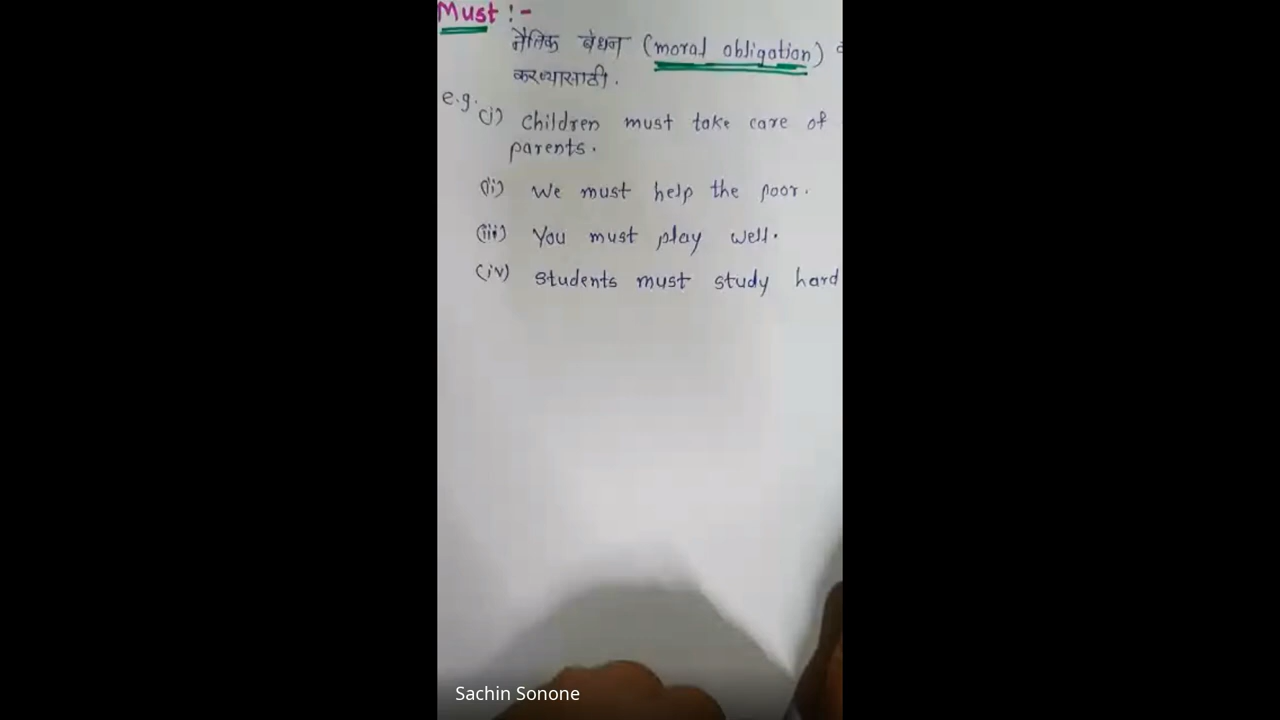 Must :-
नैतिक बंधन (moral obligation)
करण्यासाठी.
e.g. (i) Children must take care of
parents.
(ii) We must help the poor.
(iii) You must play well.
(iv) Students must study hard
Sachin Sonone